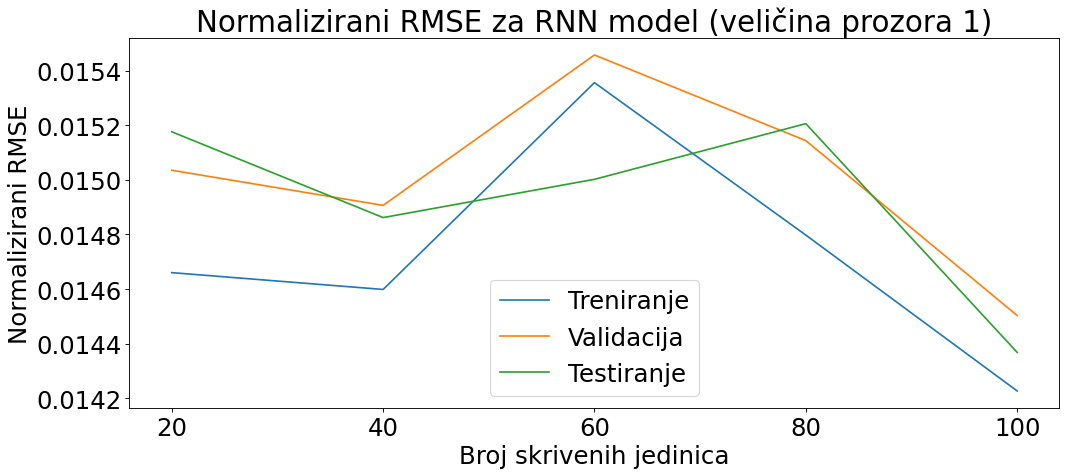 Normalizirani RMSE za RNN model (veličina prozora 1)
Normalizirani RMSE
0.0154
0.0152
0.0150
0.0148
0.0146
0.0144
0.0142
Treniranje
Validacija
Testiranje
20 40 60 80 100
Broj skrivenih jedinica